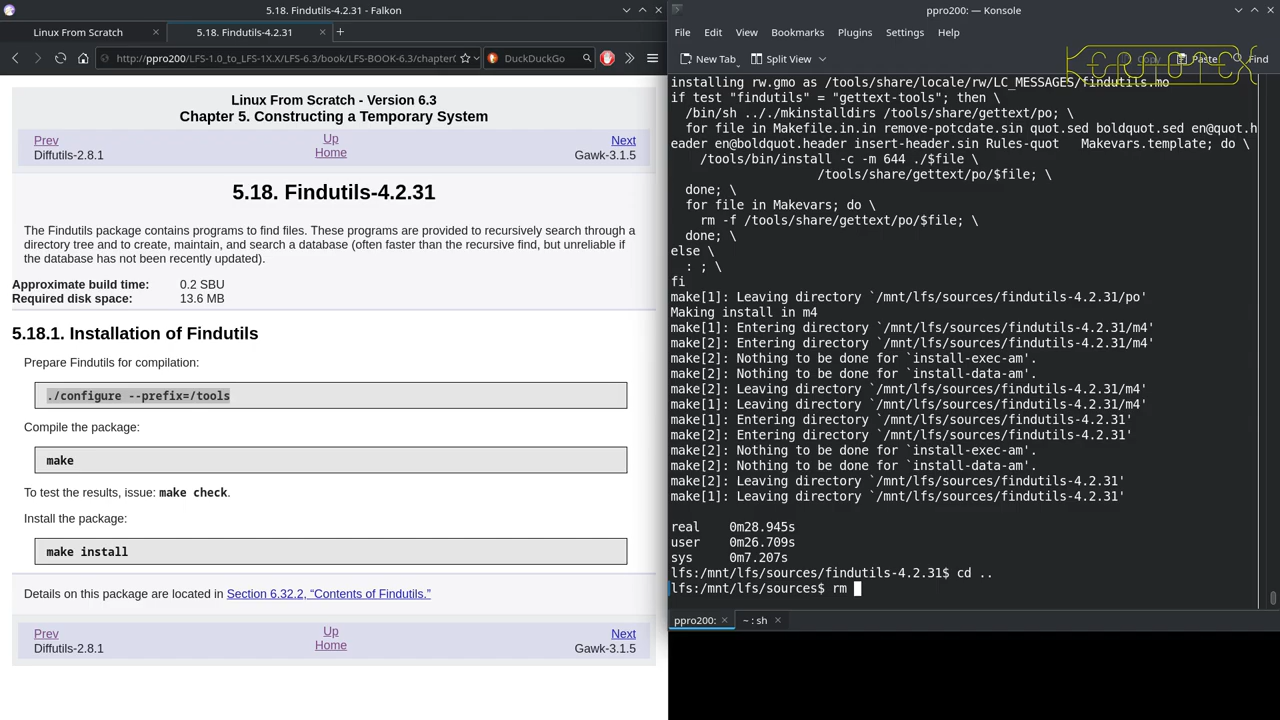 5.18. Findutils-4.2.31 - Falkon
Linux From Scratch
5.18. Findutils-4.2.31
http://ppro200/LFS-1.0_to_LFS-1X.X/LFS-6.3/book/LFS-BOOK-6.3/chapter(
DuckDuckGo
Linux From Scratch - Version 6.3
Chapter 5. Constructing a Temporary System
Prev
Up
Next
Diffutils-2.8.1
Home
Gawk-3.1.5
5.18. Findutils-4.2.31
The Findutils package contains programs to find files. These programs are provided to recursively search through a
directory tree and to create, maintain, and search a database (often faster than the recursive find, but unreliable if
the database has not been recently updated).
Approximate build time: 0.2 SBU
Required disk space: 13.6 MB
5.18.1. Installation of Findutils
Prepare Findutils for compilation:
./configure --prefix=/tools
Compile the package:
make
To test the results, issue: make check.
Install the package:
make install
Details on this package are located in Section 6.32.2, “Contents of Findutils.”
Prev
Up
Next
Diffutils-2.8.1
Home
Gawk-3.1.5
ppro200: — Konsole
File Edit View Bookmarks Plugins Settings Help
New Tab Split View Copy Paste Find
installing rw.gmo as /tools/share/locale/rw/LC_MESSAGES/findutils.mo
if test "findutils" = "gettext-tools"; then \
/bin/sh .././mkinstalldirs /tools/share/gettext/po; \
for file in Makefile.in.in remove-potcdate.sin quot.sed boldquot.sed en@quot.h
eader en@boldquot.header insert-header.sin Rules-quot Makevars.template; do \
/tools/bin/install -c -m 644 ./$file \
/tools/share/gettext/po/$file; \
done; \
for file in Makevars; do \
rm -f /tools/share/gettext/po/$file; \
done; \
else \
: ; \
fi
make[1]: Leaving directory `/mnt/lfs/sources/findutils-4.2.31/po'
Making install in m4
make[1]: Entering directory `/mnt/lfs/sources/findutils-4.2.31/m4'
make[2]: Entering directory `/mnt/lfs/sources/findutils-4.2.31/m4'
make[2]: Nothing to be done for `install-exec-am'.
make[2]: Nothing to be done for `install-data-am'.
make[2]: Leaving directory `/mnt/lfs/sources/findutils-4.2.31/m4'
make[1]: Leaving directory `/mnt/lfs/sources/findutils-4.2.31/m4'
make[1]: Entering directory `/mnt/lfs/sources/findutils-4.2.31'
make[2]: Entering directory `/mnt/lfs/sources/findutils-4.2.31'
make[2]: Nothing to be done for `install-exec-am'.
make[2]: Nothing to be done for `install-data-am'.
make[2]: Leaving directory `/mnt/lfs/sources/findutils-4.2.31'
make[1]: Leaving directory `/mnt/lfs/sources/findutils-4.2.31'
real 0m28.945s
user 0m26.709s
sys 0m7.207s
lfs:/mnt/lfs/sources/findutils-4.2.31$ cd ..
lfs:/mnt/lfs/sources$ rm
ppro200:
~ : sh